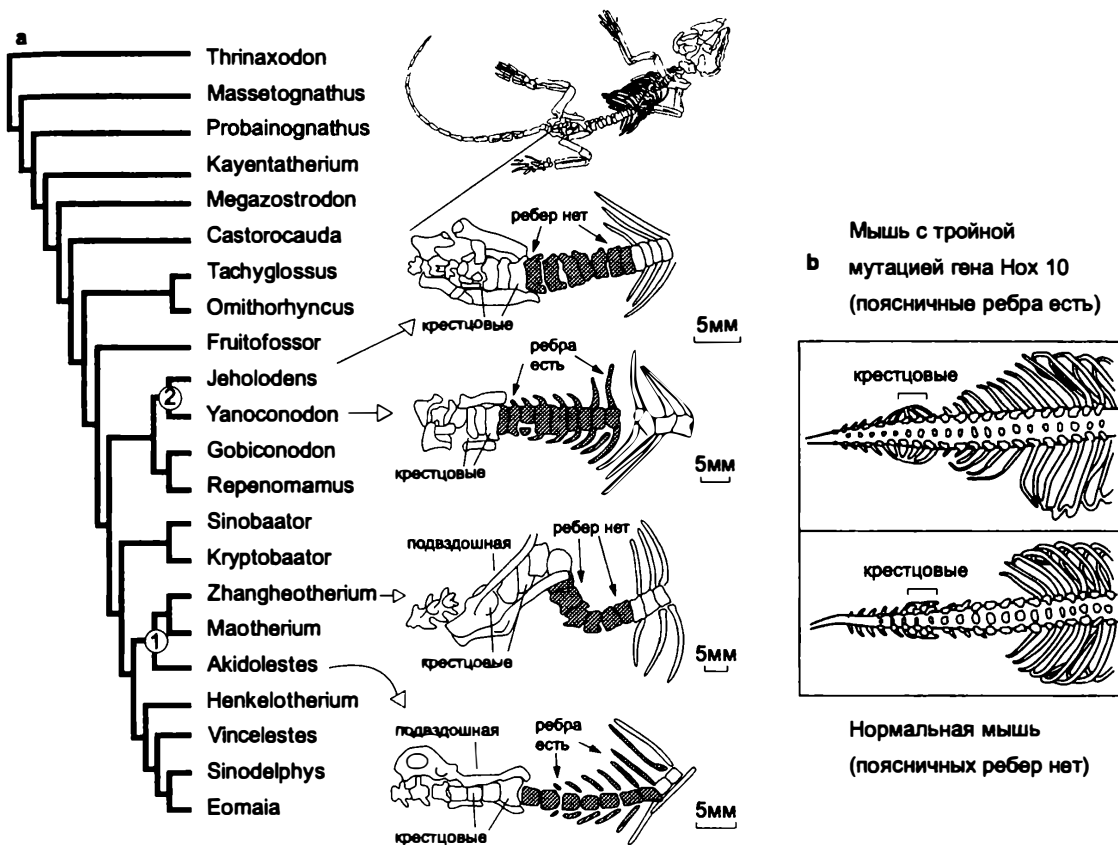 a
Thrinaxodon
Massetognathus
Probainognathus
Kayentatherium
Megazostrodon
Castorocauda
Tachyglossus
Ornithorhyncus
Fruitofossor
Jeholodens
2
Yanoconodon
Gobiconodon
Repenomamus
Sinobaator
Kryptobaator
Zhangheotherium
Maotherium
1
Akidolestes
Henkelotherium
Vincelestes
Sinodelphys
Eomaia
ребер нет
крестцовые
5мм
ребра
есть
крестцовые
5мм
подвздошная
ребер нет
крестцовые
5мм
подвздошная
ребра
есть
крестцовые
5мм
b
Мышь с тройной
мутацией гена Hox 10
(поясничные ребра есть)
крестцовые
крестцовые
Нормальная мышь
(поясничных ребер нет)